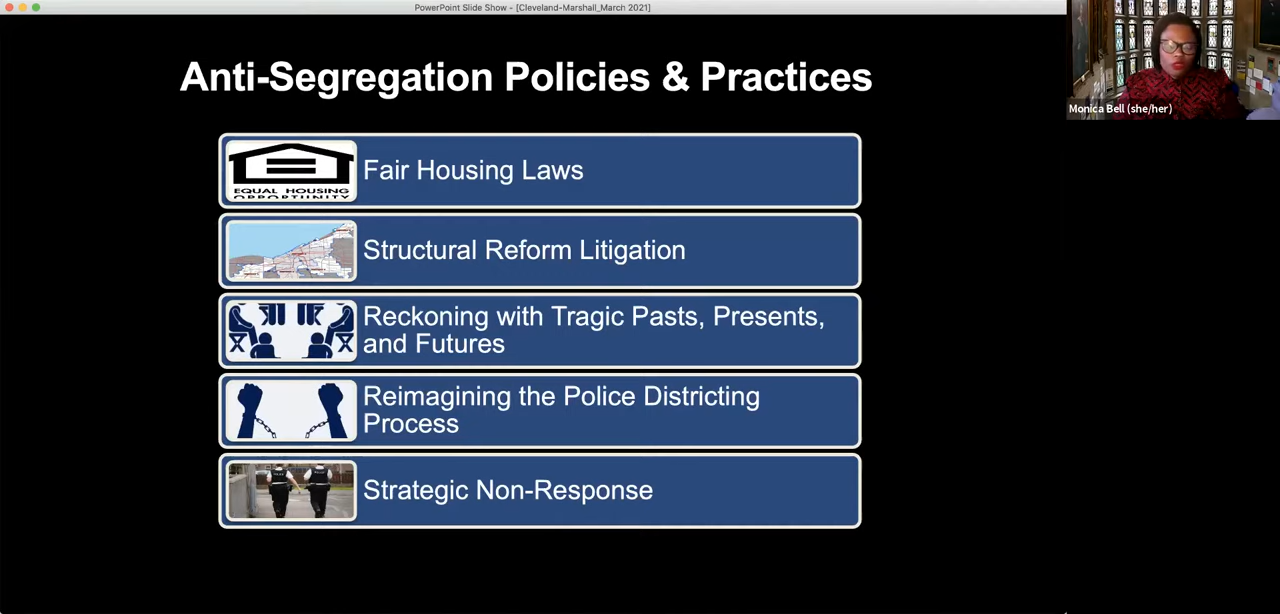 PowerPoint Slide Show - [Cleveland-Marshall_March 2021]
Monica Bell (she/her)
Anti-Segregation Policies & Practices
EQUAL HOUSING
OPPORTUNITY
Fair Housing Laws
Structural Reform Litigation
Reckoning with Tragic Pasts, Presents,
and Futures
Reimagining the Police Districting
Process
Strategic Non-Response